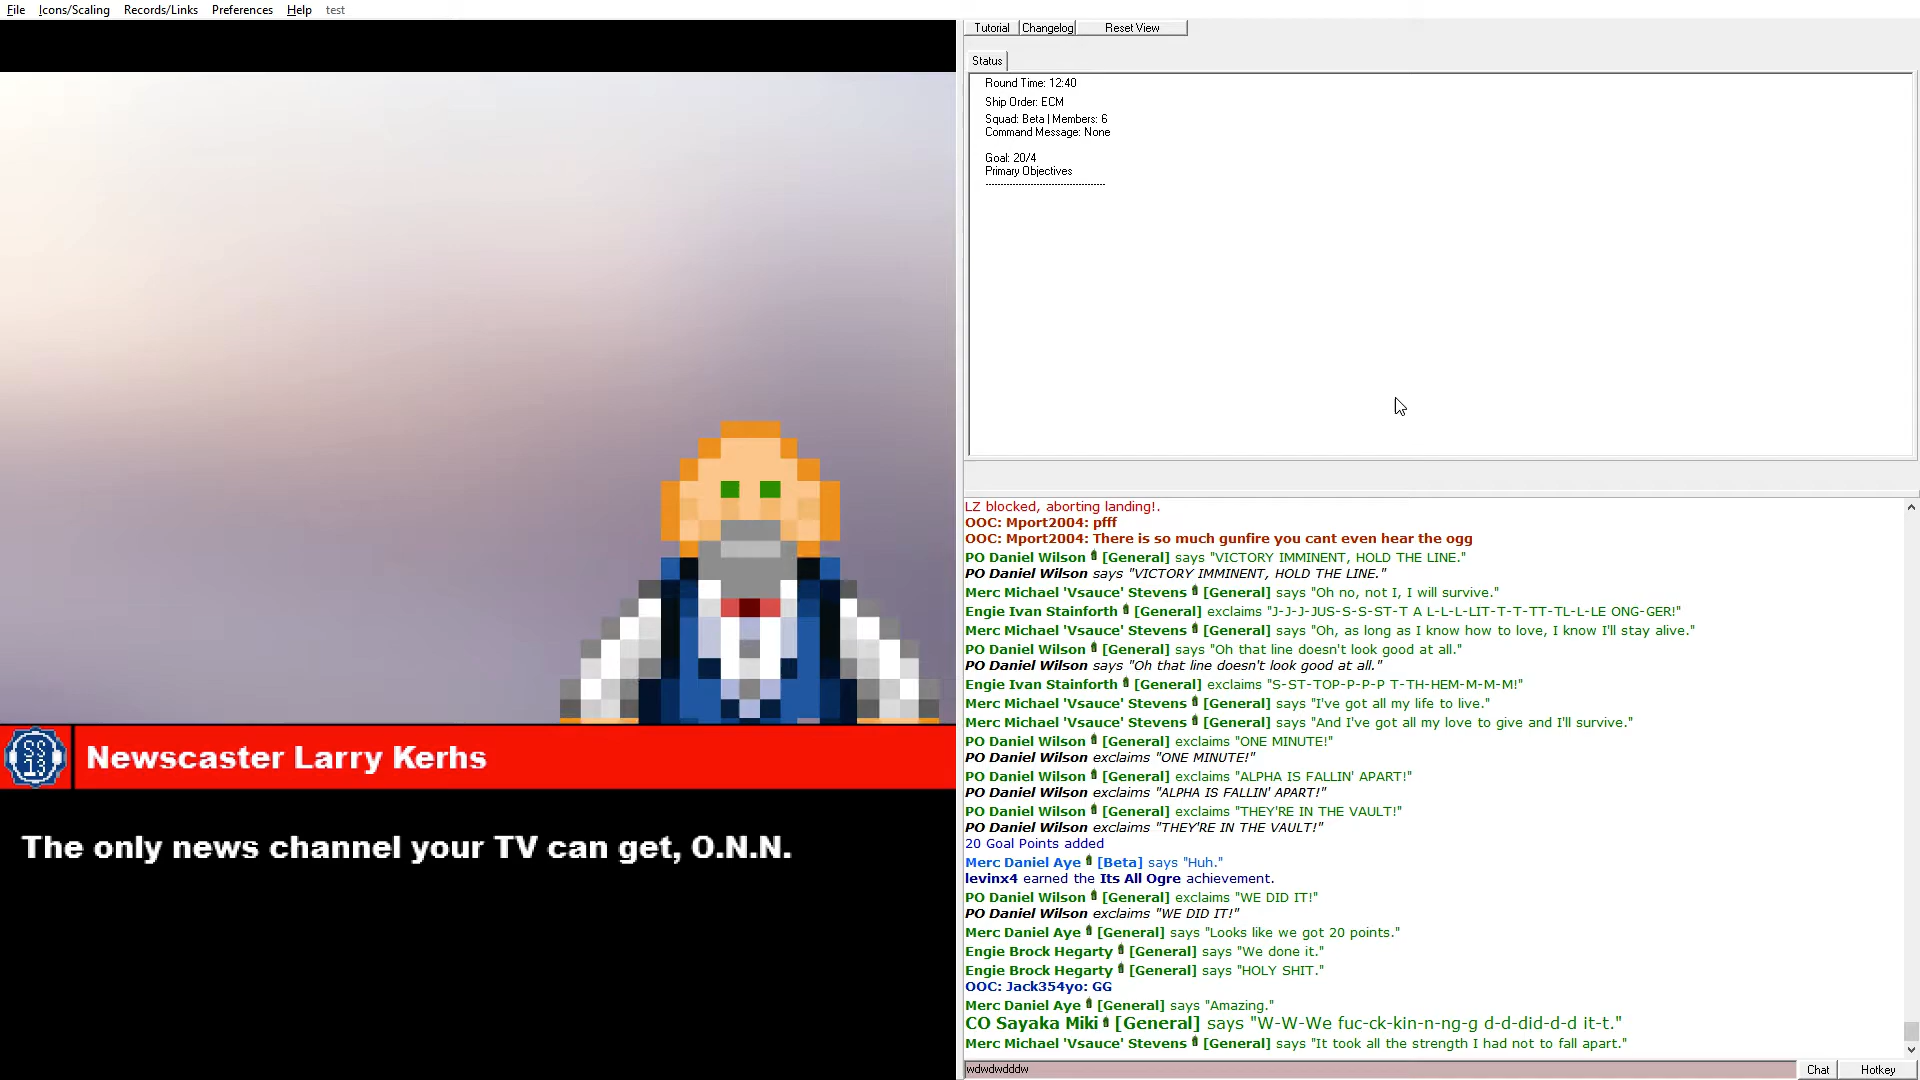 File Icons/Scaling Records/Links Preferences Help test
Tutorial Changelog Reset View
Status
Round Time: 12:40
Ship Order: ECM
Squad: Beta | Members: 6
Command Message: None
Goal: 20/4
Primary Objectives
----------------------------------------
SS
13
Newscaster Larry Kerhs
The only news channel your TV can get, O.N.N.
LZ blocked, aborting landing!.
OOC: Mport2004: pfff
OOC: Mport2004: There is so much gunfire you cant even hear the ogg
PO Daniel Wilson [General] says "VICTORY IMMINENT, HOLD THE LINE."
PO Daniel Wilson says "VICTORY IMMINENT, HOLD THE LINE."
Merc Michael 'Vsauce' Stevens [General] says "Oh no, not I, I will survive."
Engie Ivan Stainforth [General] exclaims "J-J-J-JUS-S-S-ST-T A L-L-L-LIT-T-T-TT-TL-L-LE ONG-GER!"
Merc Michael 'Vsauce' Stevens [General] says "Oh, as long as I know how to love, I know I'll stay alive."
PO Daniel Wilson [General] says "Oh that line doesn't look good at all."
PO Daniel Wilson says "Oh that line doesn't look good at all."
Engie Ivan Stainforth [General] exclaims "S-ST-TOP-P-P-P T-TH-HEM-M-M-M!"
Merc Michael 'Vsauce' Stevens [General] says "I've got all my life to live."
Merc Michael 'Vsauce' Stevens [General] says "And I've got all my love to give and I'll survive."
PO Daniel Wilson [General] exclaims "ONE MINUTE!"
PO Daniel Wilson exclaims "ONE MINUTE!"
PO Daniel Wilson [General] exclaims "ALPHA IS FALLIN' APART!"
PO Daniel Wilson exclaims "ALPHA IS FALLIN' APART!"
PO Daniel Wilson [General] exclaims "THEY'RE IN THE VAULT!"
PO Daniel Wilson exclaims "THEY'RE IN THE VAULT!"
20 Goal Points added
Merc Daniel Aye [Beta] says "Huh."
levinx4 earned the Its All Ogre achievement.
PO Daniel Wilson [General] exclaims "WE DID IT!"
PO Daniel Wilson exclaims "WE DID IT!"
Merc Daniel Aye [General] says "Looks like we got 20 points."
Engie Brock Hegarty [General] says "We done it."
Engie Brock Hegarty [General] says "HOLY SHIT."
OOC: Jack354yo: GG
Merc Daniel Aye [General] says "Amazing."
CO Sayaka Miki [General] says "W-W-We fuc-ck-kin-n-ng-g d-d-did-d-d it-t."
Merc Michael 'Vsauce' Stevens [General] says "It took all the strength I had not to fall apart."
wdwdwdddw
Chat Hotkey